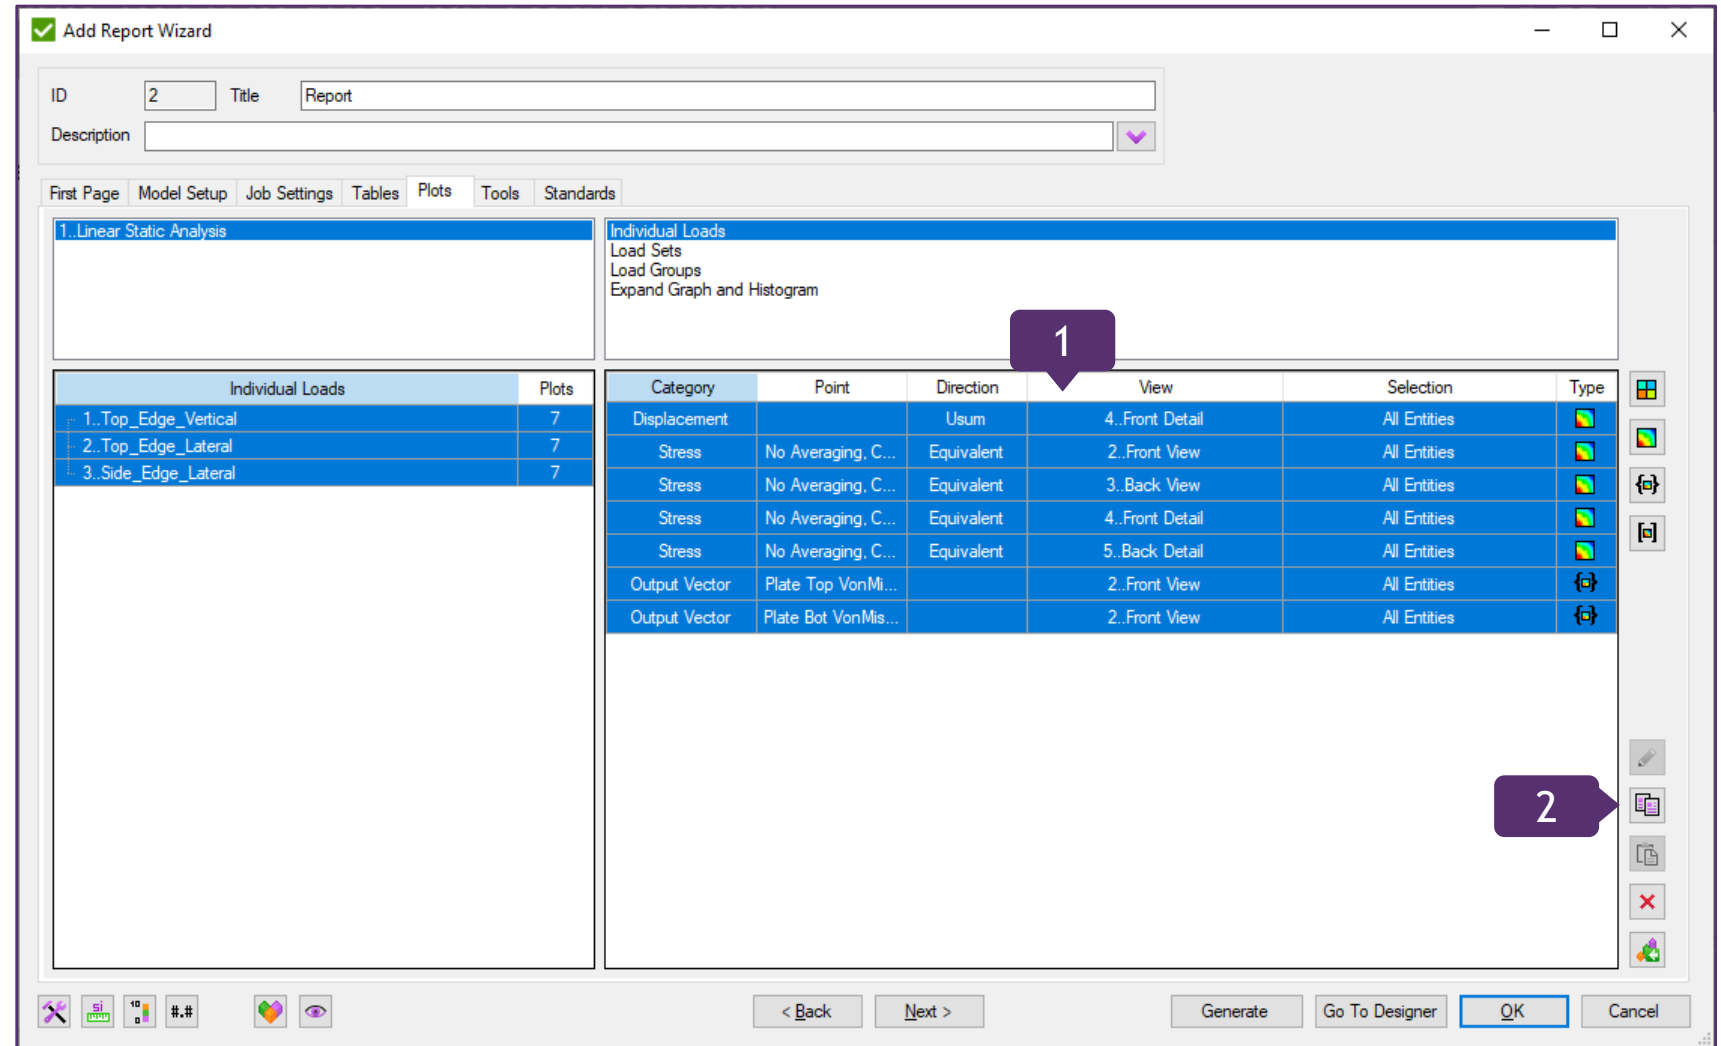 Add Report Wizard
ID 2 Title Report
Description
First Page Model Setup Job Settings Tables Plots Tools Standards
1..Linear Static Analysis
Individual Loads
Load Sets
Load Groups
Expand Graph and Histogram
1
Individual Loads Plots
1..Top_Edge_Vertical 7
2..Top_Edge_Lateral 7
3..Side_Edge_Lateral 7
Category Point Direction View Selection Type
Displacement Usum 4..Front Detail All Entities
Stress No Averaging, C... Equivalent 2..Front View All Entities
Stress No Averaging, C... Equivalent 3..Back View All Entities
Stress No Averaging, C... Equivalent 4..Front Detail All Entities
Stress No Averaging, C... Equivalent 5..Back Detail All Entities
Output Vector Plate Top VonMi... 2..Front View All Entities
Output Vector Plate Bot VonMis... 2..Front View All Entities
2
si 10 0 #.# < Back Next > Generate Go To Designer OK Cancel